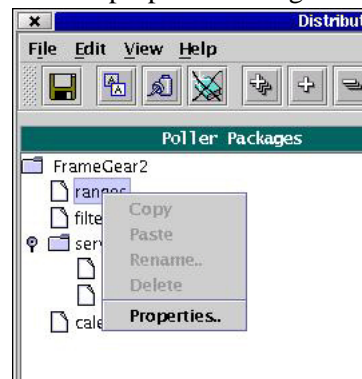 Distribut
File Edit View Help
Poller Packages
FrameGear2
ranges
filte
serv
cale
Copy
Paste
Rename..
Delete
Properties..